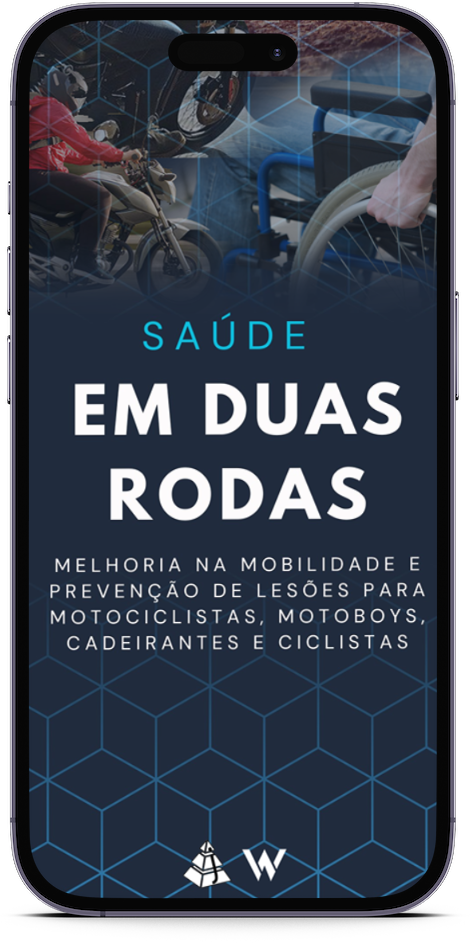 SAÚDE
EM DUAS
RODAS
MELHORIA NA MOBILIDADE E
PREVENÇÃO DE LESÕES PARA
MOTOCICLISTAS, MOTOBOYS,
CADEIRANTES E CICLISTAS
W